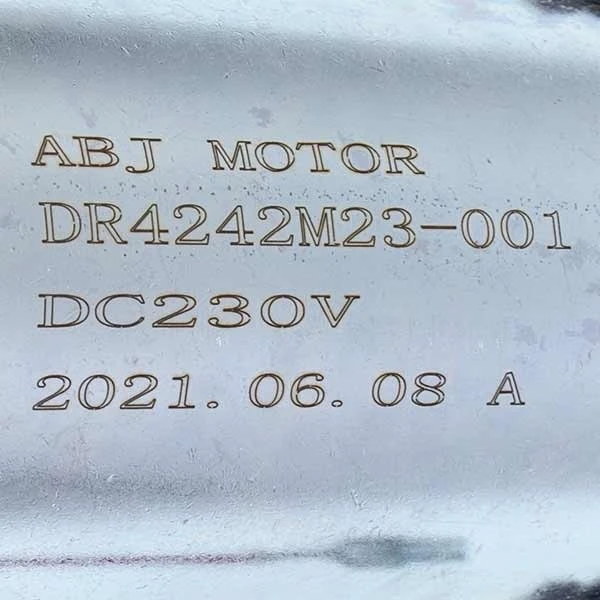 ABJ MOTOR
DR4242M23-001
DC230V
2021.06.08 A